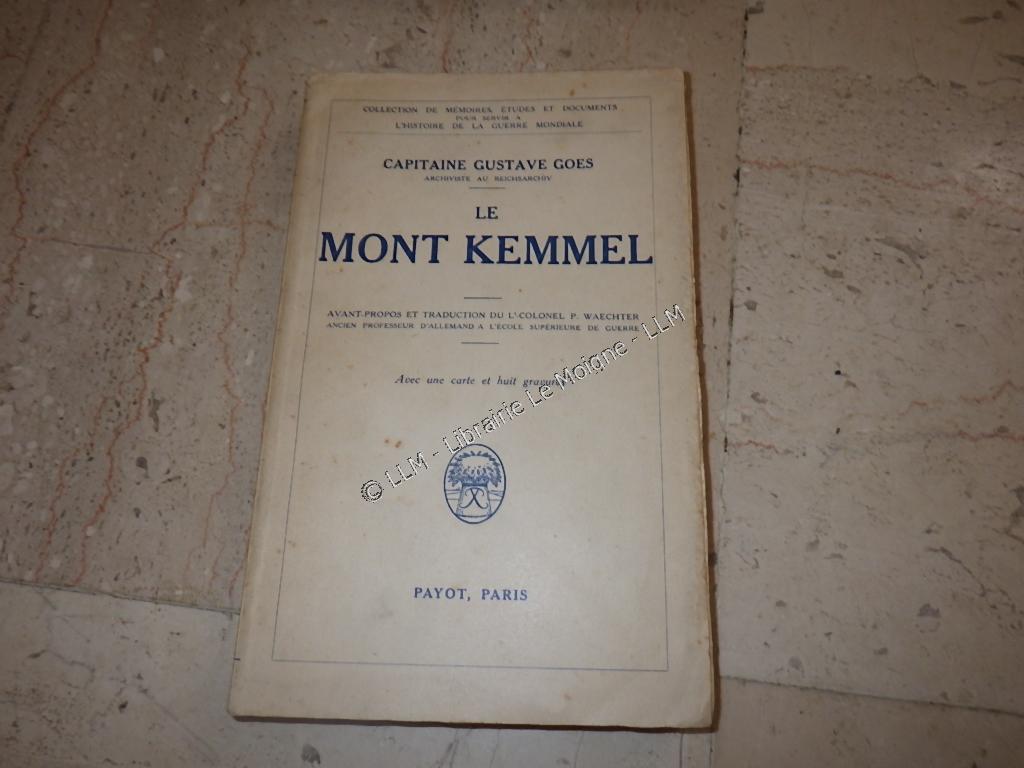 COLLECTION DE MÉMOIRES, ÉTUDES ET DOCUMENTS
POUR SERVIR A
L'HISTOIRE DE LA GUERRE MONDIALE
CAPITAINE GUSTAVE GOES
ARCHIVISTE AU REICHSARCHIV
LE
MONT KEMMEL
AVANT-PROPOS ET TRADUCTION DU Lt-COLONEL P. WAECHTER
ANCIEN PROFESSEUR D'ALLEMAND A L'ÉCOLE SUPÉRIEURE DE GUERRE
Avec une carte et huit gravures
© LLM - Librairie Le Moigne - LLM
PAYOT, PARIS